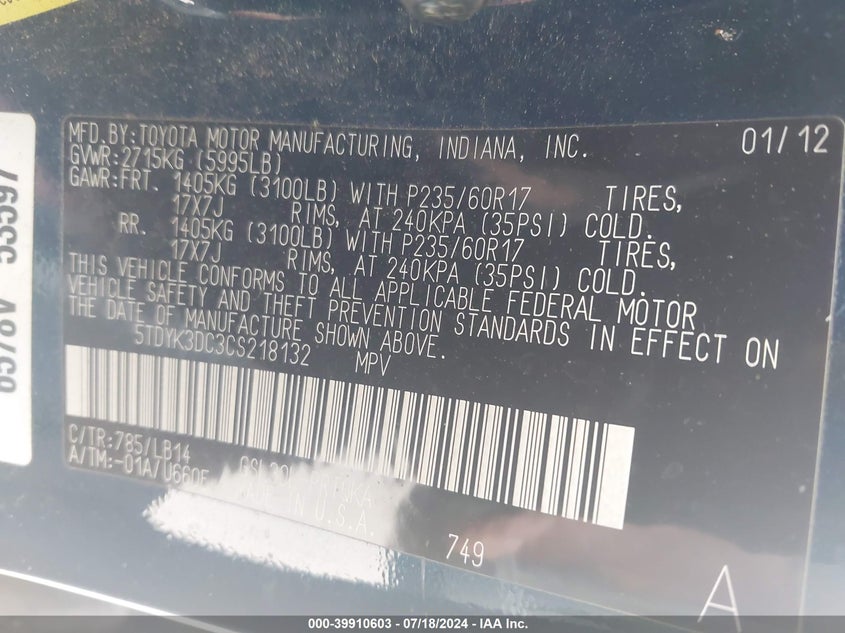 MFD. BY: TOYOTA MOTOR MANUFACTURING, INDIANA, INC. 01/12
GVWR: 2715KG (5995LB)
GAWR: FRT. 1405KG (3100LB) WITH P235/60R17 TIRES,
17X7J RIMS, AT 240KPA (35PSI) COLD.
RR. 1405KG (3100LB) WITH P235/60R17 TIRES,
17X7J RIMS, AT 240KPA (35PSI) COLD.
THIS VEHICLE CONFORMS TO ALL APPLICABLE FEDERAL MOTOR
VEHICLE SAFETY AND THEFT PREVENTION STANDARDS IN EFFECT ON
THE DATE OF MANUFACTURE SHOWN ABOVE.
5TDYK3DC3CS218132 MPV
C/TR: 785/LB14
A/TM: -01A/U660E
MADE IN U.S.A.
749
A
6578V 53597
000-39910603 - 07/18/2024 - IAA Inc.